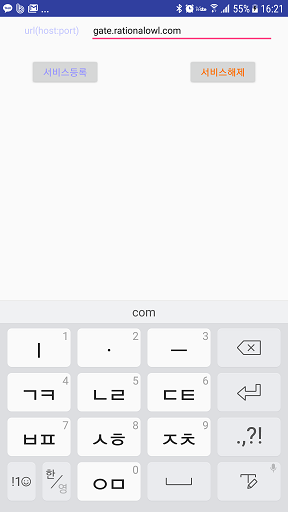 ... 55% 16:21
url(host:port) gate.rationalowl.com
서비스등록 서비스해제
com
ㅣ 1 · 2 ㅡ 3
ㄱㅋ 4 ㄴㄹ 5 ㄷㅌ 6
ㅂㅍ 7 ㅅㅎ 8 ㅈㅊ 9 .,?!
!1☺ 한/영 ㅇㅁ 0